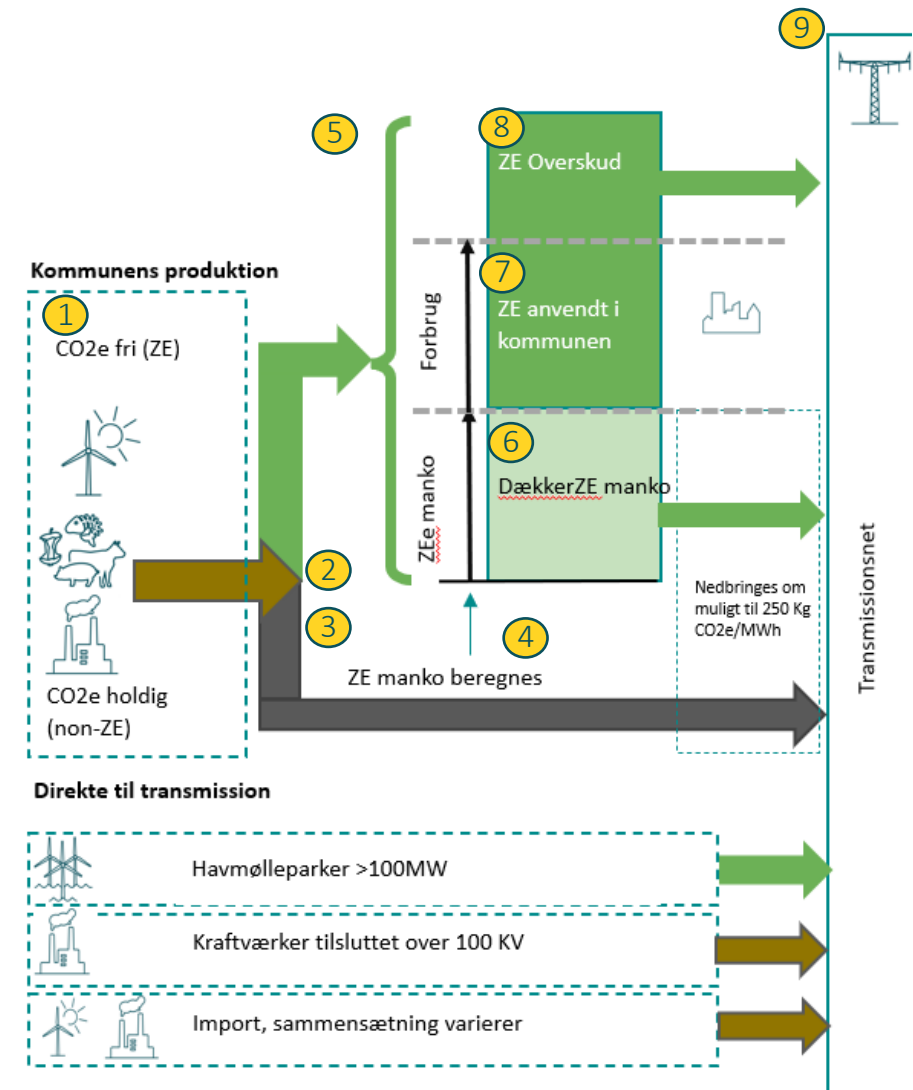 9
5
8
ZE Overskud
Kommunens produktion
1
CO2e fri (ZE)
Forbrug
7
ZE anvendt i
kommunen
ZEe manko
6
DækkerZE manko
2
3
4
ZE manko beregnes
Nedbringes om
muligt til 250 Kg
CO2e/MWh
Transmissionsnet
CO2e holdig
(non-ZE)
Direkte til transmission
Havmølleparker >100MW
Kraftværker tilsluttet over 100 KV
Import, sammensætning varierer